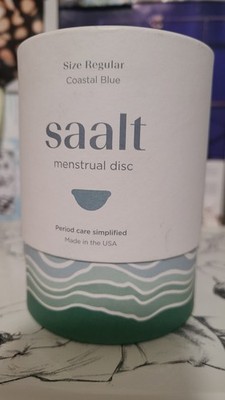 Size Regular
Coastal Blue
saalt
menstrual disc
Period care simplified
Made in the USA